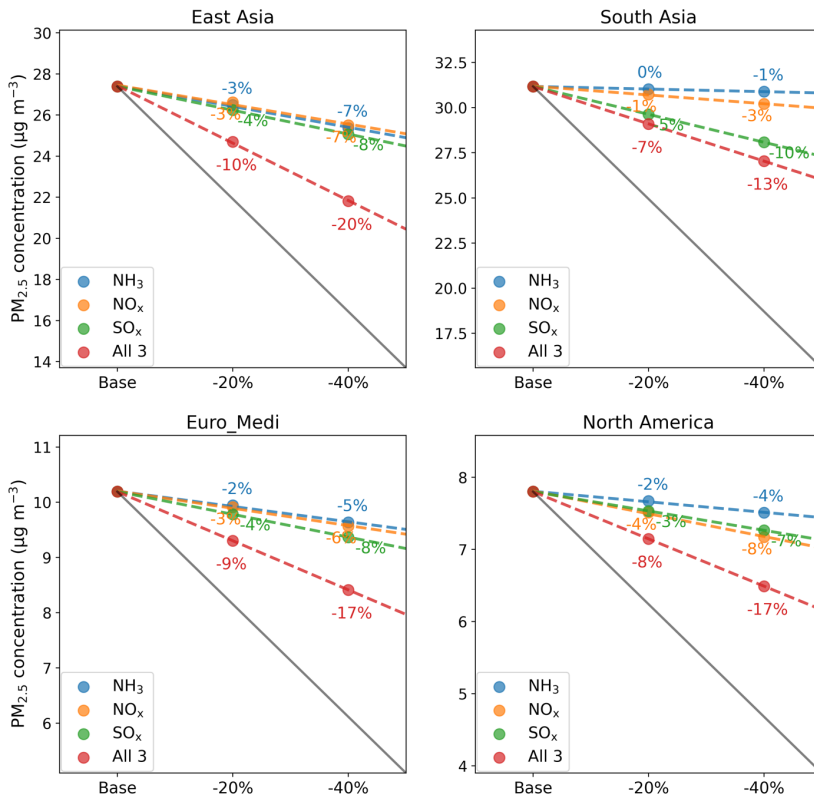 East Asia
PM2.5 concentration (μg m−3)
30
28
26
24
22
20
18
16
14
-3%
-3%
-4%
-10%
-7%
-7%
-8%
-20%
NH3
NOx
SOx
All 3
Base
-20%
-40%
South Asia
32.5
30.0
27.5
25.0
22.5
20.0
17.5
0%
-1%
-5%
-7%
-1%
-3%
-10%
-13%
NH3
NOx
SOx
All 3
Base
-20%
-40%
Euro_Medi
PM2.5 concentration (μg m−3)
11
10
9
8
7
6
-2%
-3%
-4%
-9%
-5%
-6%
-8%
-17%
NH3
NOx
SOx
All 3
Base
-20%
-40%
North America
8
7
6
5
4
-2%
-4%
-3%
-8%
-4%
-8%
-7%
-17%
NH3
NOx
SOx
All 3
Base
-20%
-40%